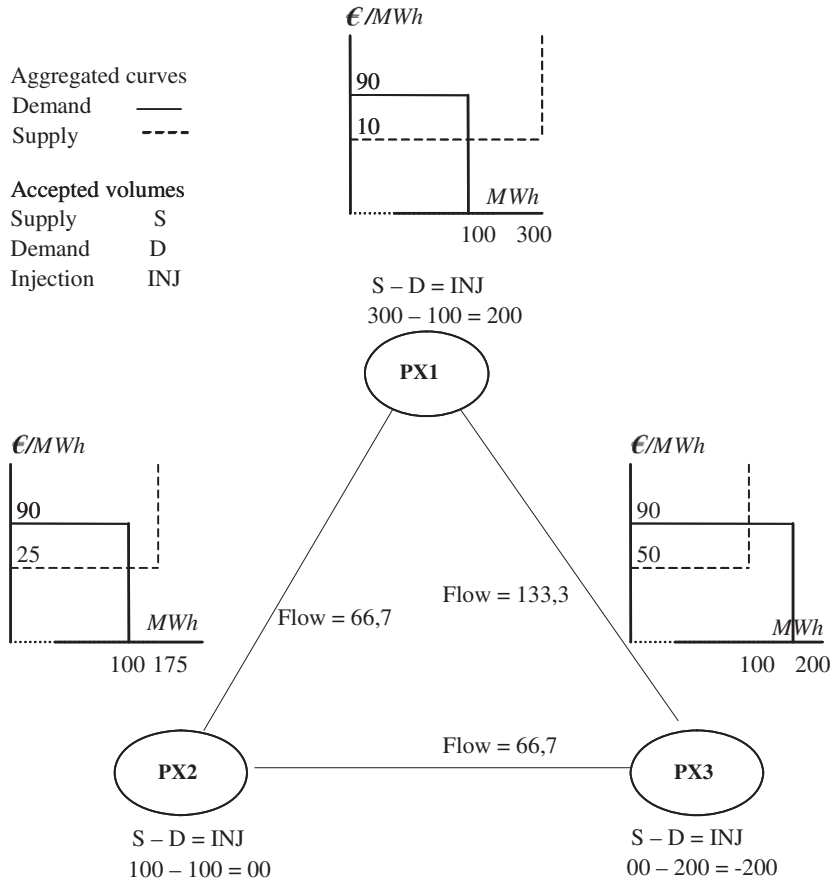 €/MWh
Aggregated curves
Demand
Supply
90
10
Accepted volumes
Supply S
Demand D
Injection INJ
MWh
100 300
S – D = INJ
300 – 100 = 200
PX1
€/MWh
90
25
MWh
100 175
€/MWh
90
50
MWh
100 200
Flow = 66,7
Flow = 133,3
Flow = 66,7
PX2
PX3
S – D = INJ
100 – 100 = 00
S – D = INJ
00 – 200 = -200